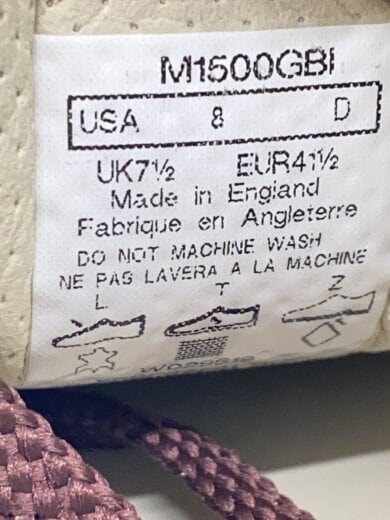 M1500GBI
USA 8 D
UK7½ EUR41½
Made in England
Fabrique en Angleterre
DO NOT MACHINE WASH
NE PAS LAVERA A LA MACHINE
L T Z